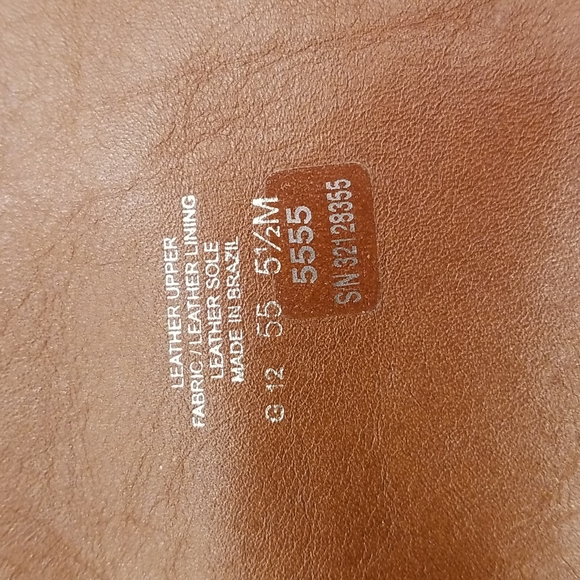 LEATHER UPPER
FABRIC / LEATHER LINING
LEATHER SOLE
MADE IN BRAZIL
G 12 55 5½M
5555
S/N 32128355